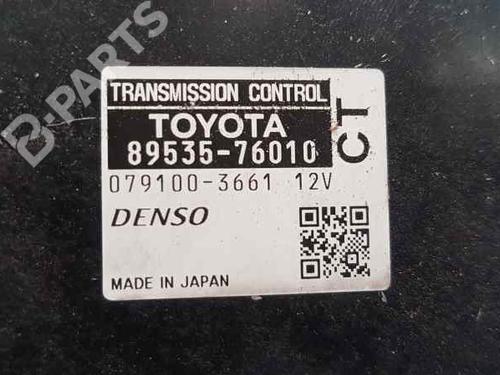 B-PARTS
TRANSMISSION CONTROL
TOYOTA
89535-76010
CT
079100-3661 12V
DENSO
MADE IN JAPAN